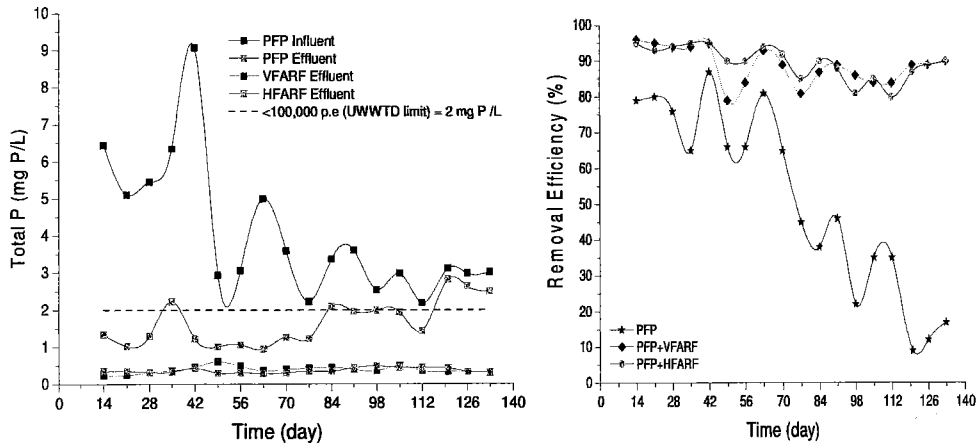 Total P (mg P/L)
10
9
8
7
6
5
4
3
2
1
0
PFP Influent
PFP Effluent
VFARF Effluent
HFARF Effluent
<100,000 p.e (UWWTD limit) = 2 mg P /L
0 14 28 42 56 70 84 98 112 126 140
Time (day)
Removal Efficiency (%)
100
90
80
70
60
50
40
30
20
10
0
PFP
PFP+VFARF
PFP+HFARF
0 14 28 42 56 70 84 98 112 126 140
Time (day)